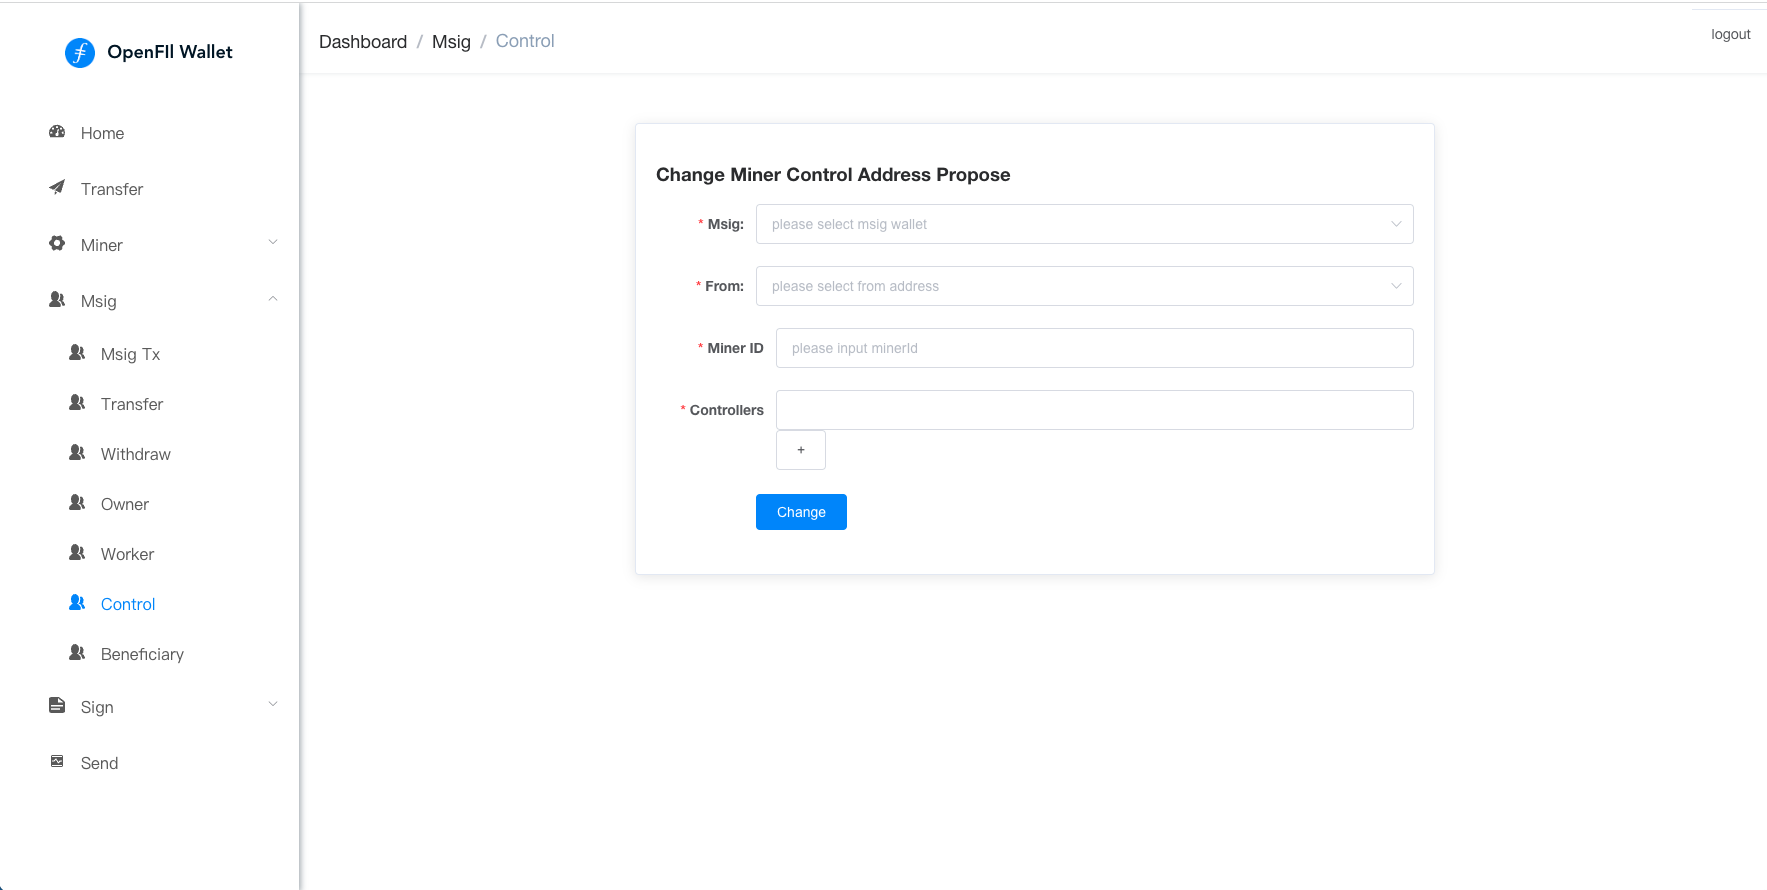 OpenFIl Wallet
Home
Transfer
Miner
Msig
Msig Tx
Transfer
Withdraw
Owner
Worker
Control
Beneficiary
Sign
Send
Dashboard / Msig / Control
logout
Change Miner Control Address Propose
* Msig: please select msig wallet
* From: please select from address
* Miner ID please input minerId
* Controllers
+
Change